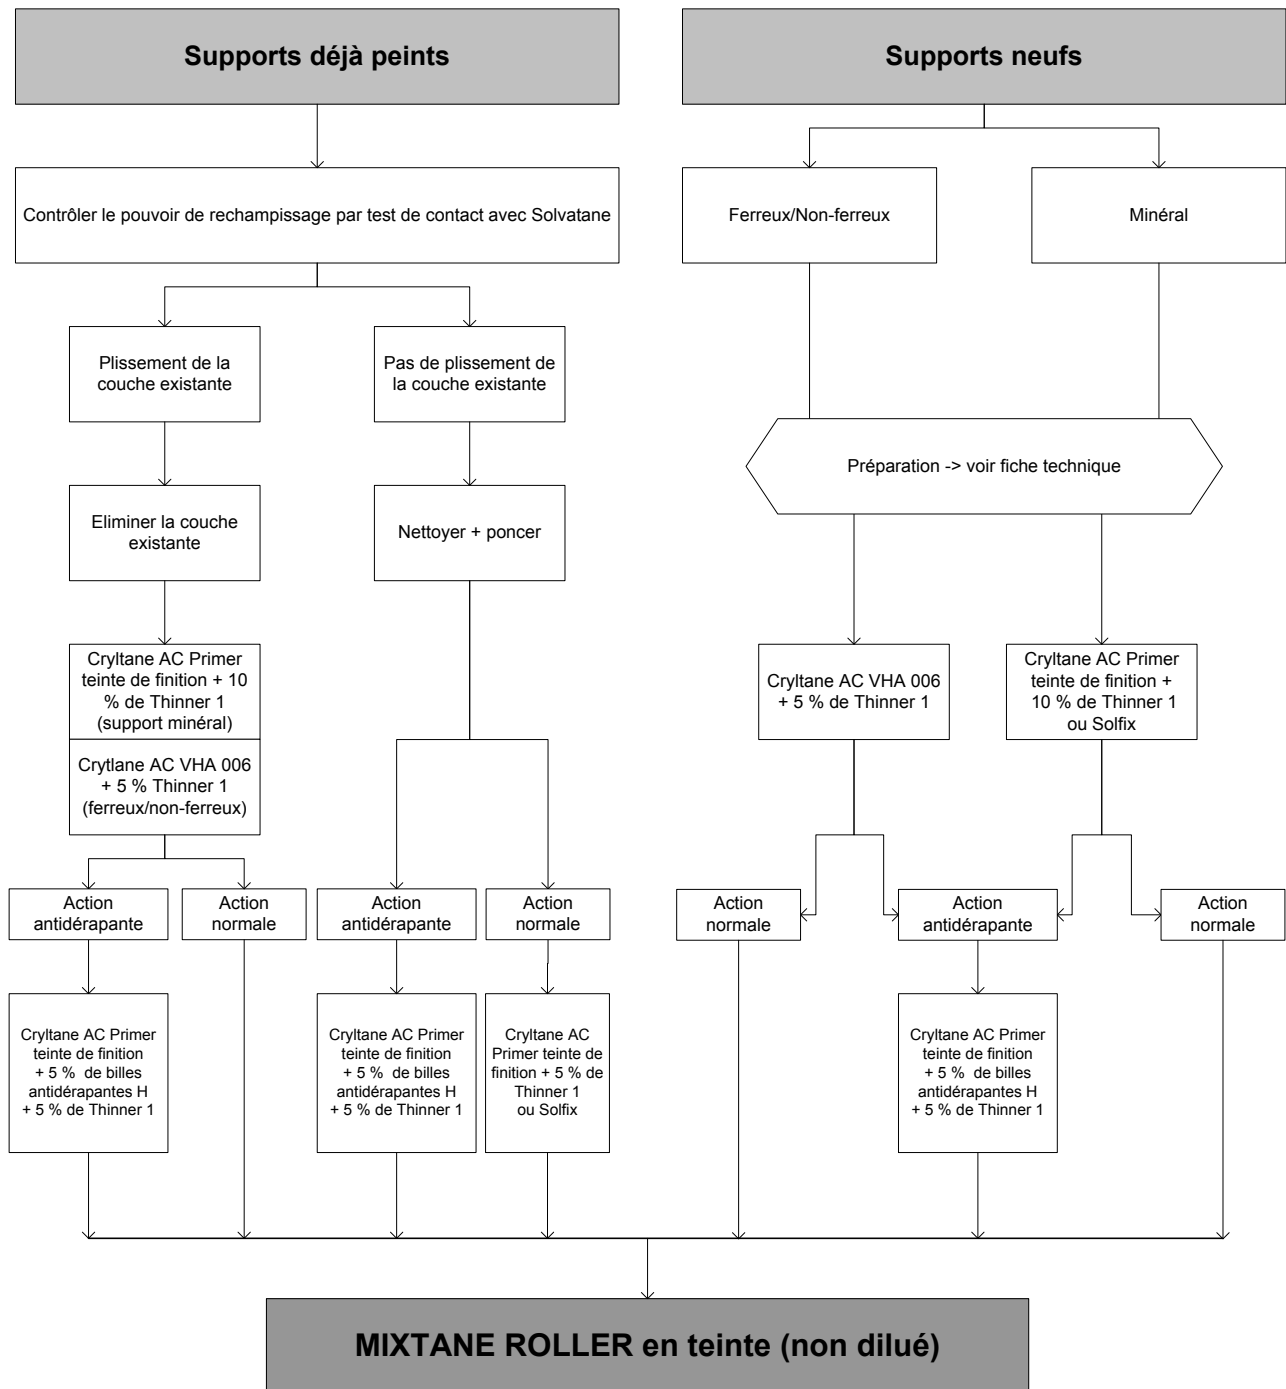 Supports déjà peints
Supports neufs
Contrôler le pouvoir de rechampissage par test de contact avec Solvatane
Ferreux/Non-ferreux
Minéral
Plissement de la
couche existante
Pas de plissement de
la couche existante
Préparation -> voir fiche technique
Eliminer la couche
existante
Nettoyer + poncer
Cryltane AC Primer
teinte de finition + 10
% de Thinner 1
(support minéral)
Crytlane AC VHA 006
+ 5 % Thinner 1
(ferreux/non-ferreux)
Cryltane AC VHA 006
+ 5 % de Thinner 1
Cryltane AC Primer
teinte de finition +
10 % de Thinner 1
ou Solfix
Action
antidérapante
Action
normale
Action
antidérapante
Action
normale
Action
normale
Action
antidérapante
Action
normale
Cryltane AC Primer
teinte de finition
+ 5 % de billes
antidérapantes H
+ 5 % de Thinner 1
Cryltane AC Primer
teinte de finition
+ 5 % de billes
antidérapantes H
+ 5 % de Thinner 1
Cryltane AC
Primer teinte de
finition + 5 % de
Thinner 1
ou Solfix
Cryltane AC Primer
teinte de finition
+ 5 % de billes
antidérapantes H
+ 5 % de Thinner 1
MIXTANE ROLLER en teinte (non dilué)